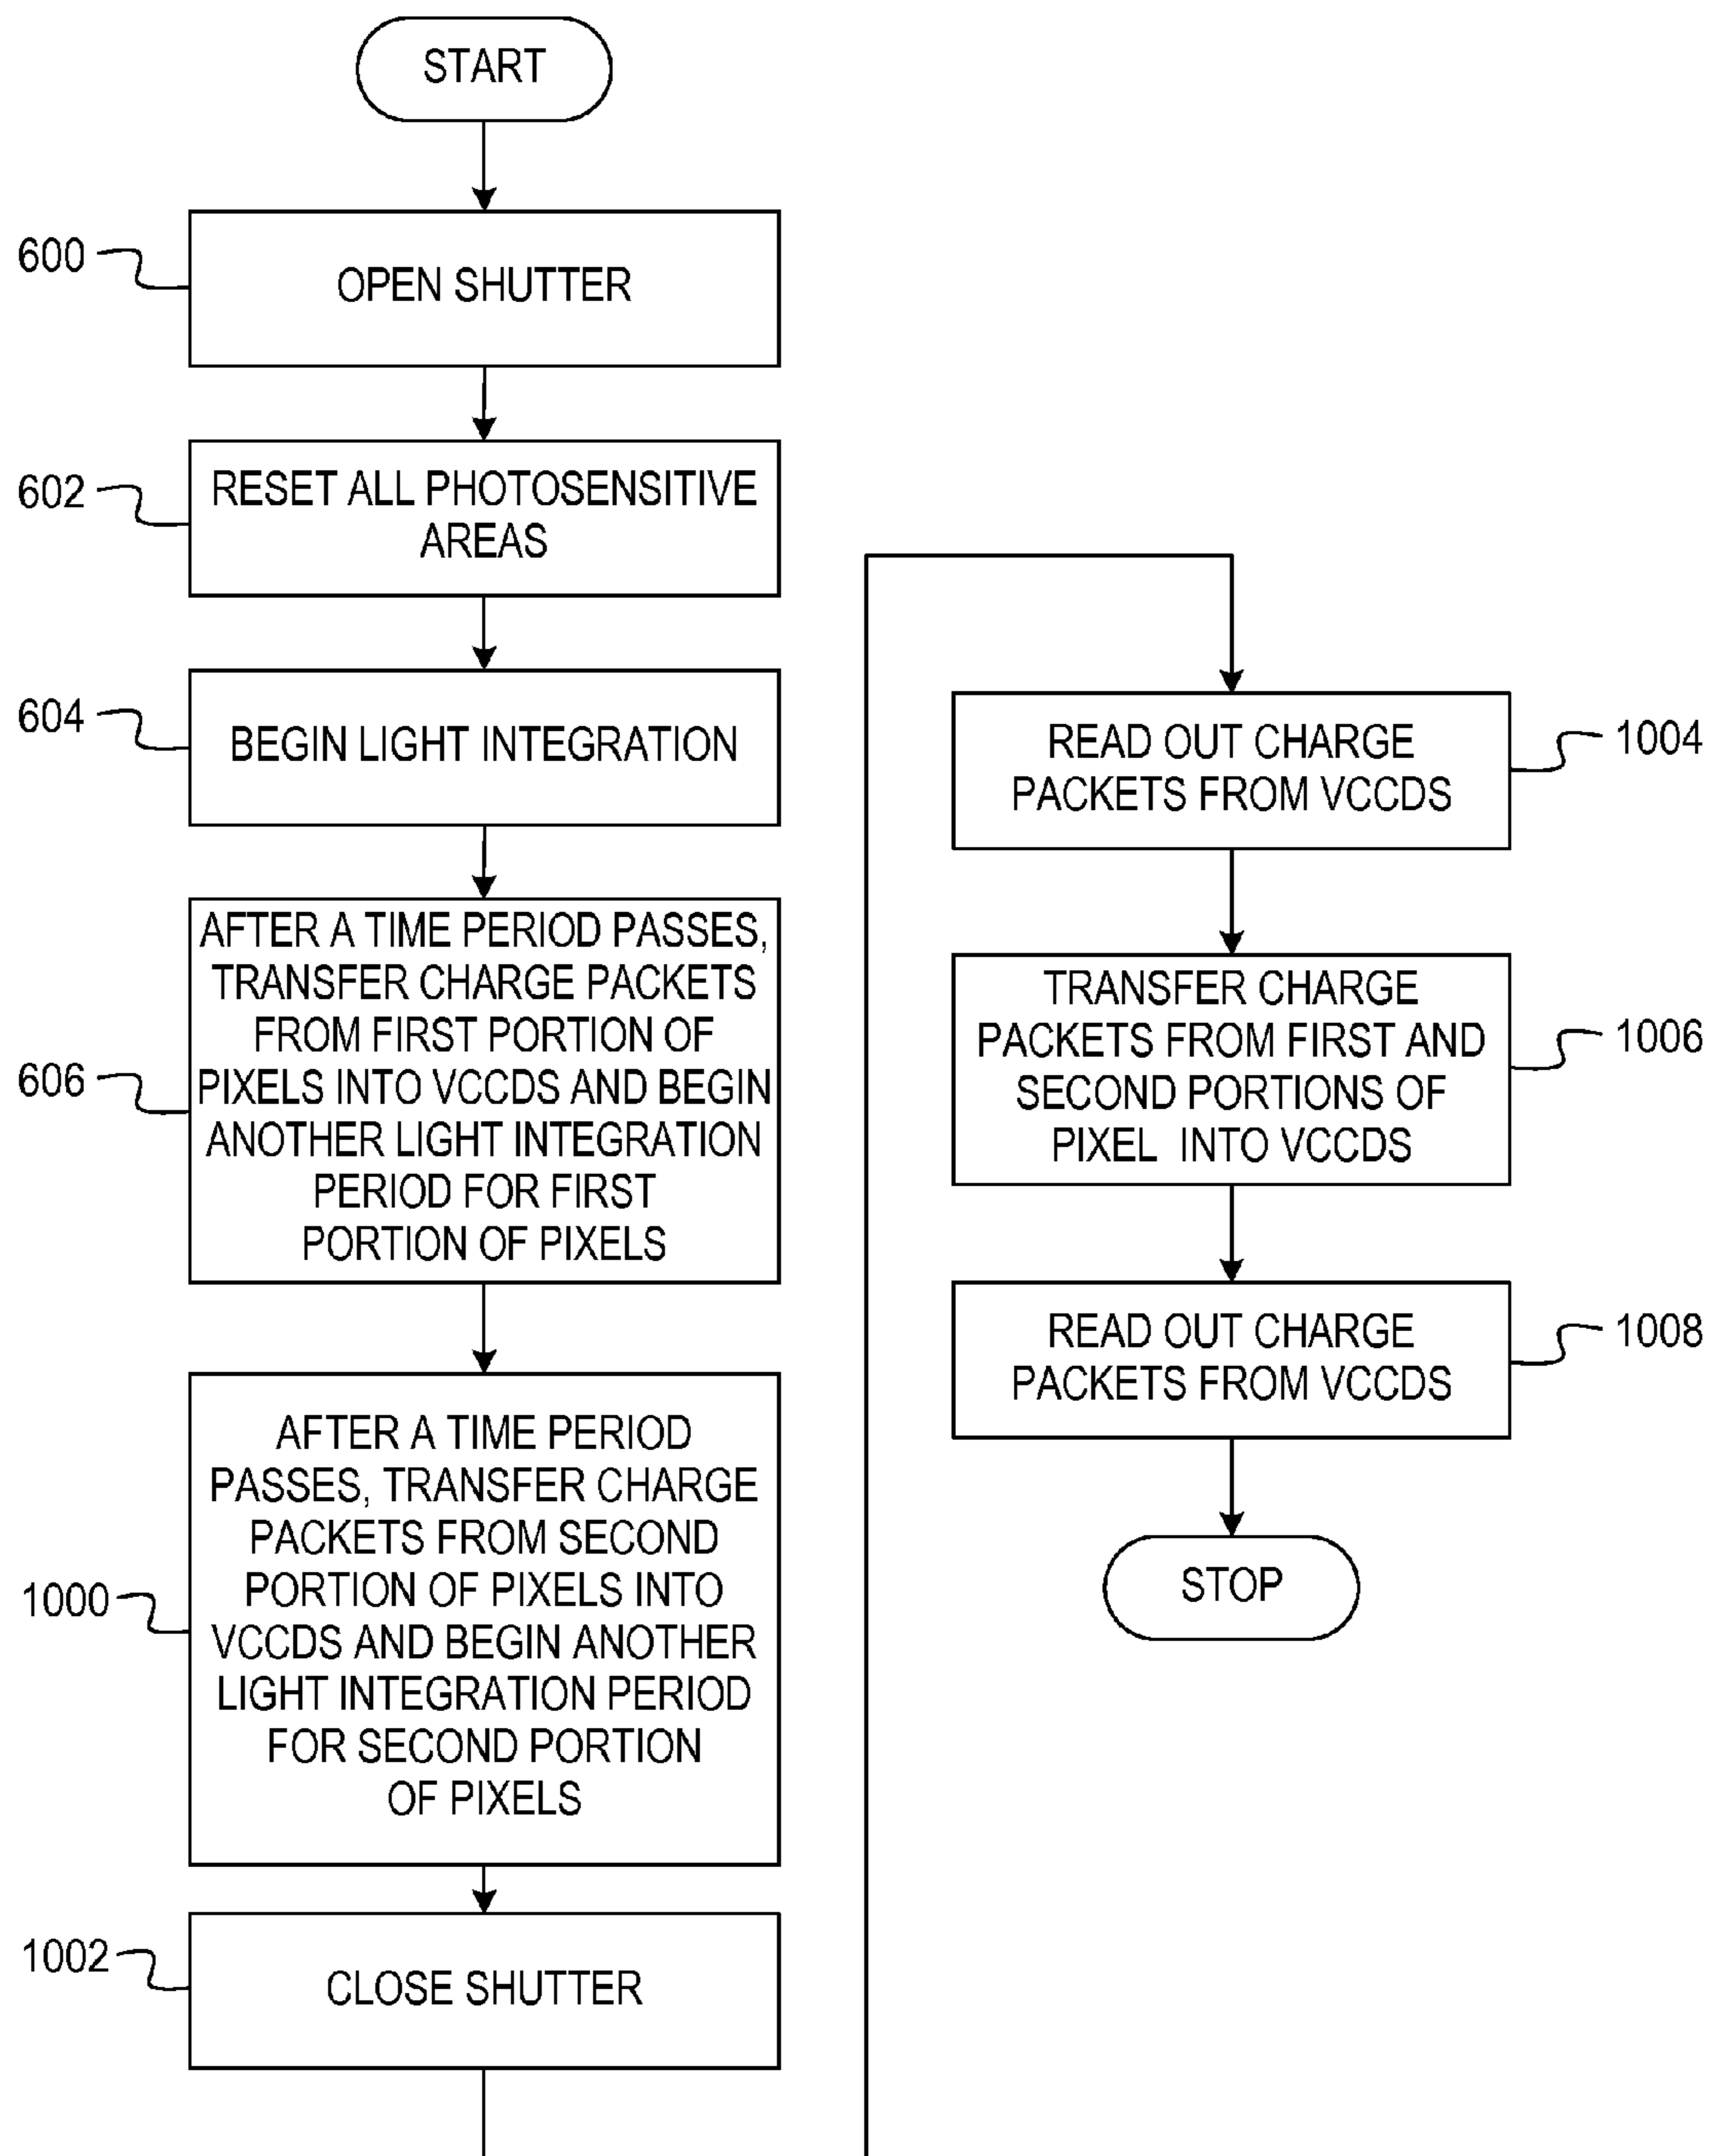 START
600
OPEN SHUTTER
602
RESET ALL PHOTOSENSITIVE
AREAS
604
BEGIN LIGHT INTEGRATION
606
AFTER A TIME PERIOD PASSES,
TRANSFER CHARGE PACKETS
FROM FIRST PORTION OF
PIXELS INTO VCCDS AND BEGIN
ANOTHER LIGHT INTEGRATION
PERIOD FOR FIRST
PORTION OF PIXELS
1000
AFTER A TIME PERIOD
PASSES, TRANSFER CHARGE
PACKETS FROM SECOND
PORTION OF PIXELS INTO
VCCDS AND BEGIN ANOTHER
LIGHT INTEGRATION PERIOD
FOR SECOND PORTION
OF PIXELS
1002
CLOSE SHUTTER
READ OUT CHARGE
PACKETS FROM VCCDS
1004
TRANSFER CHARGE
PACKETS FROM FIRST AND
SECOND PORTIONS OF
PIXEL INTO VCCDS
1006
READ OUT CHARGE
PACKETS FROM VCCDS
1008
STOP